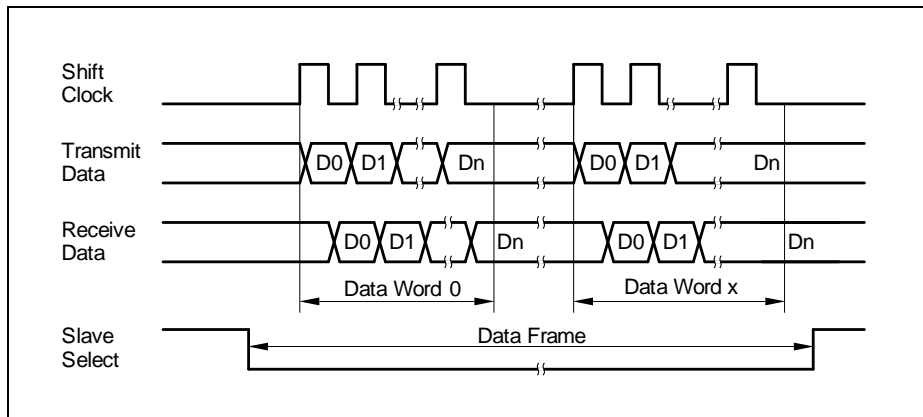 Shift
Clock
Transmit
Data
D0 D1 Dn D0 D1 Dn
Receive
Data
D0 D1 Dn D0 D1 Dn
Data Word 0 Data Word x
Slave
Select
Data Frame